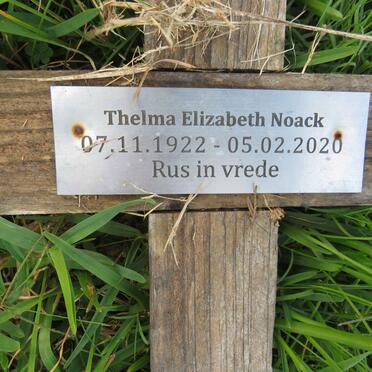 Thelma Elizabeth Noack
07.11.1922 - 05.02.2020
Rus in vrede